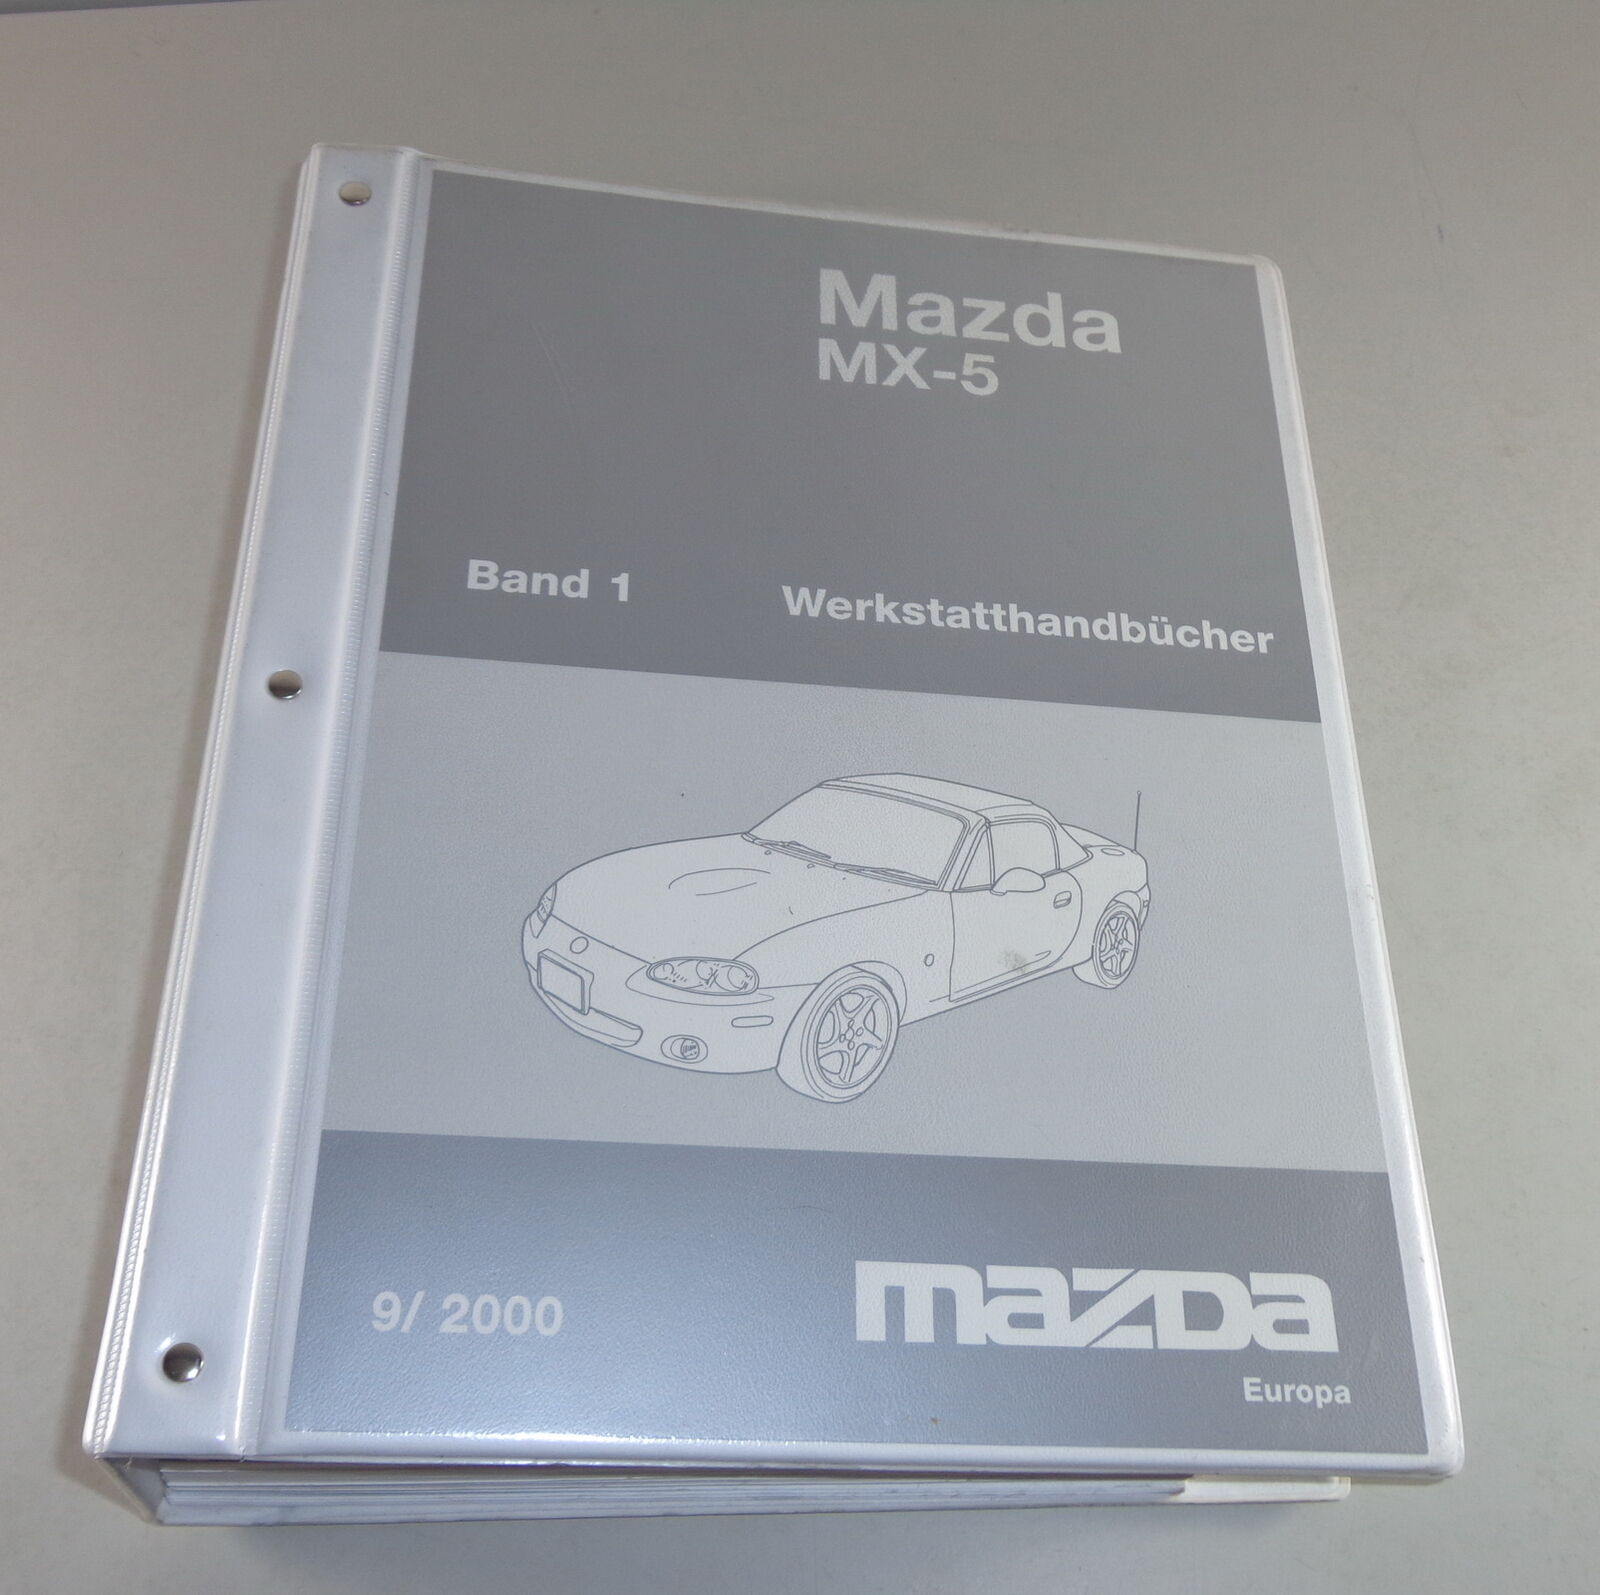 Mazda
MX-5
Band 1 Werkstatthandbücher
9/ 2000
mazda
Europa